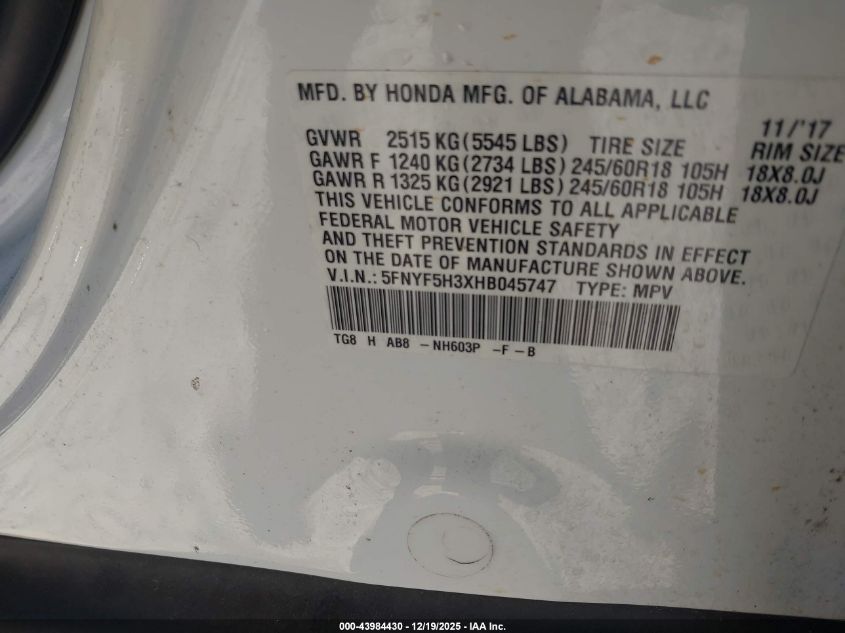 MFD. BY HONDA MFG. OF ALABAMA, LLC
11/'17
GVWR 2515 KG(5545 LBS) TIRE SIZE RIM SIZE
GAWR F 1240 KG(2734 LBS) 245/60R18 105H 18X8.0J
GAWR R 1325 KG(2921 LBS) 245/60R18 105H 18X8.0J
THIS VEHICLE CONFORMS TO ALL APPLICABLE
FEDERAL MOTOR VEHICLE SAFETY
AND THEFT PREVENTION STANDARDS IN EFFECT
ON THE DATE OF MANUFACTURE SHOWN ABOVE.
V.I.N.: 5FNYF5H3XHB045747 TYPE: MPV
TG8 H AB8 -NH603P -F-B
000-43984430 - 12/19/2025 - IAA Inc.